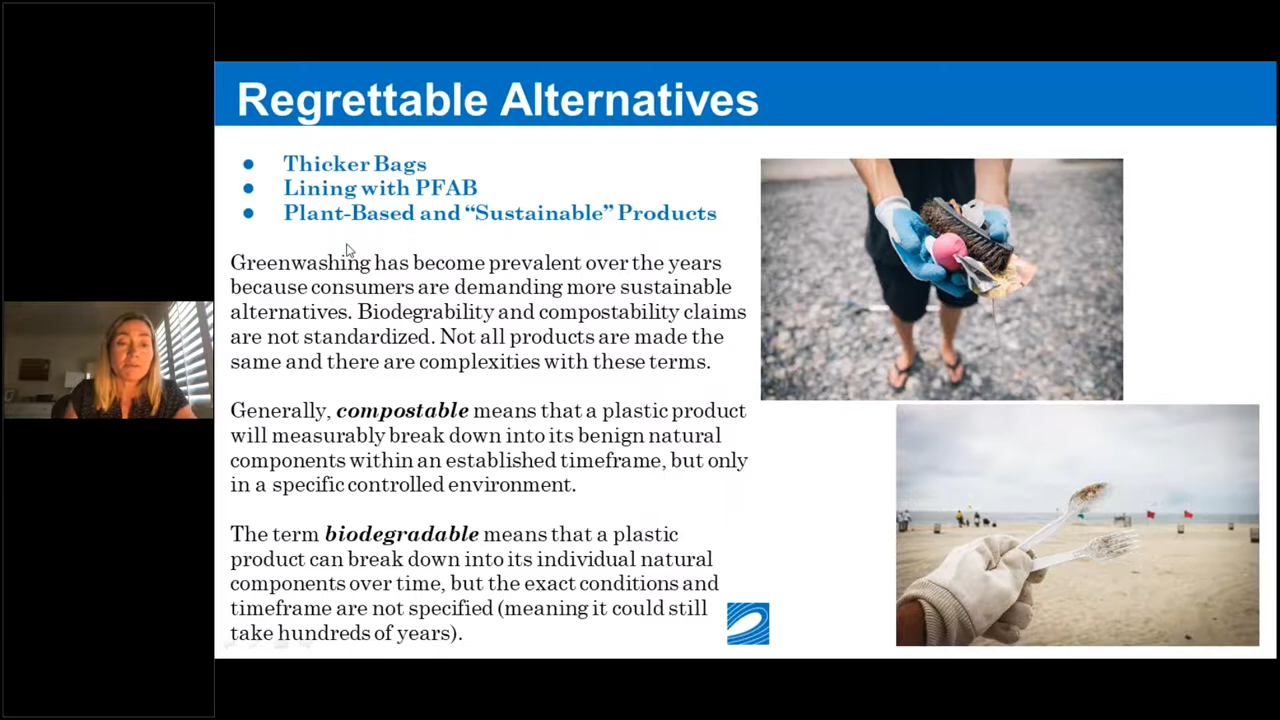 Regrettable Alternatives
● Thicker Bags
● Lining with PFAB
● Plant-Based and “Sustainable” Products
Greenwashing has become prevalent over the years
because consumers are demanding more sustainable
alternatives. Biodegrability and compostability claims
are not standardized. Not all products are made the
same and there are complexities with these terms.
Generally, compostable means that a plastic product
will measurably break down into its benign natural
components within an established timeframe, but only
in a specific controlled environment.
The term biodegradable means that a plastic
product can break down into its individual natural
components over time, but the exact conditions and
timeframe are not specified (meaning it could still
take hundreds of years).